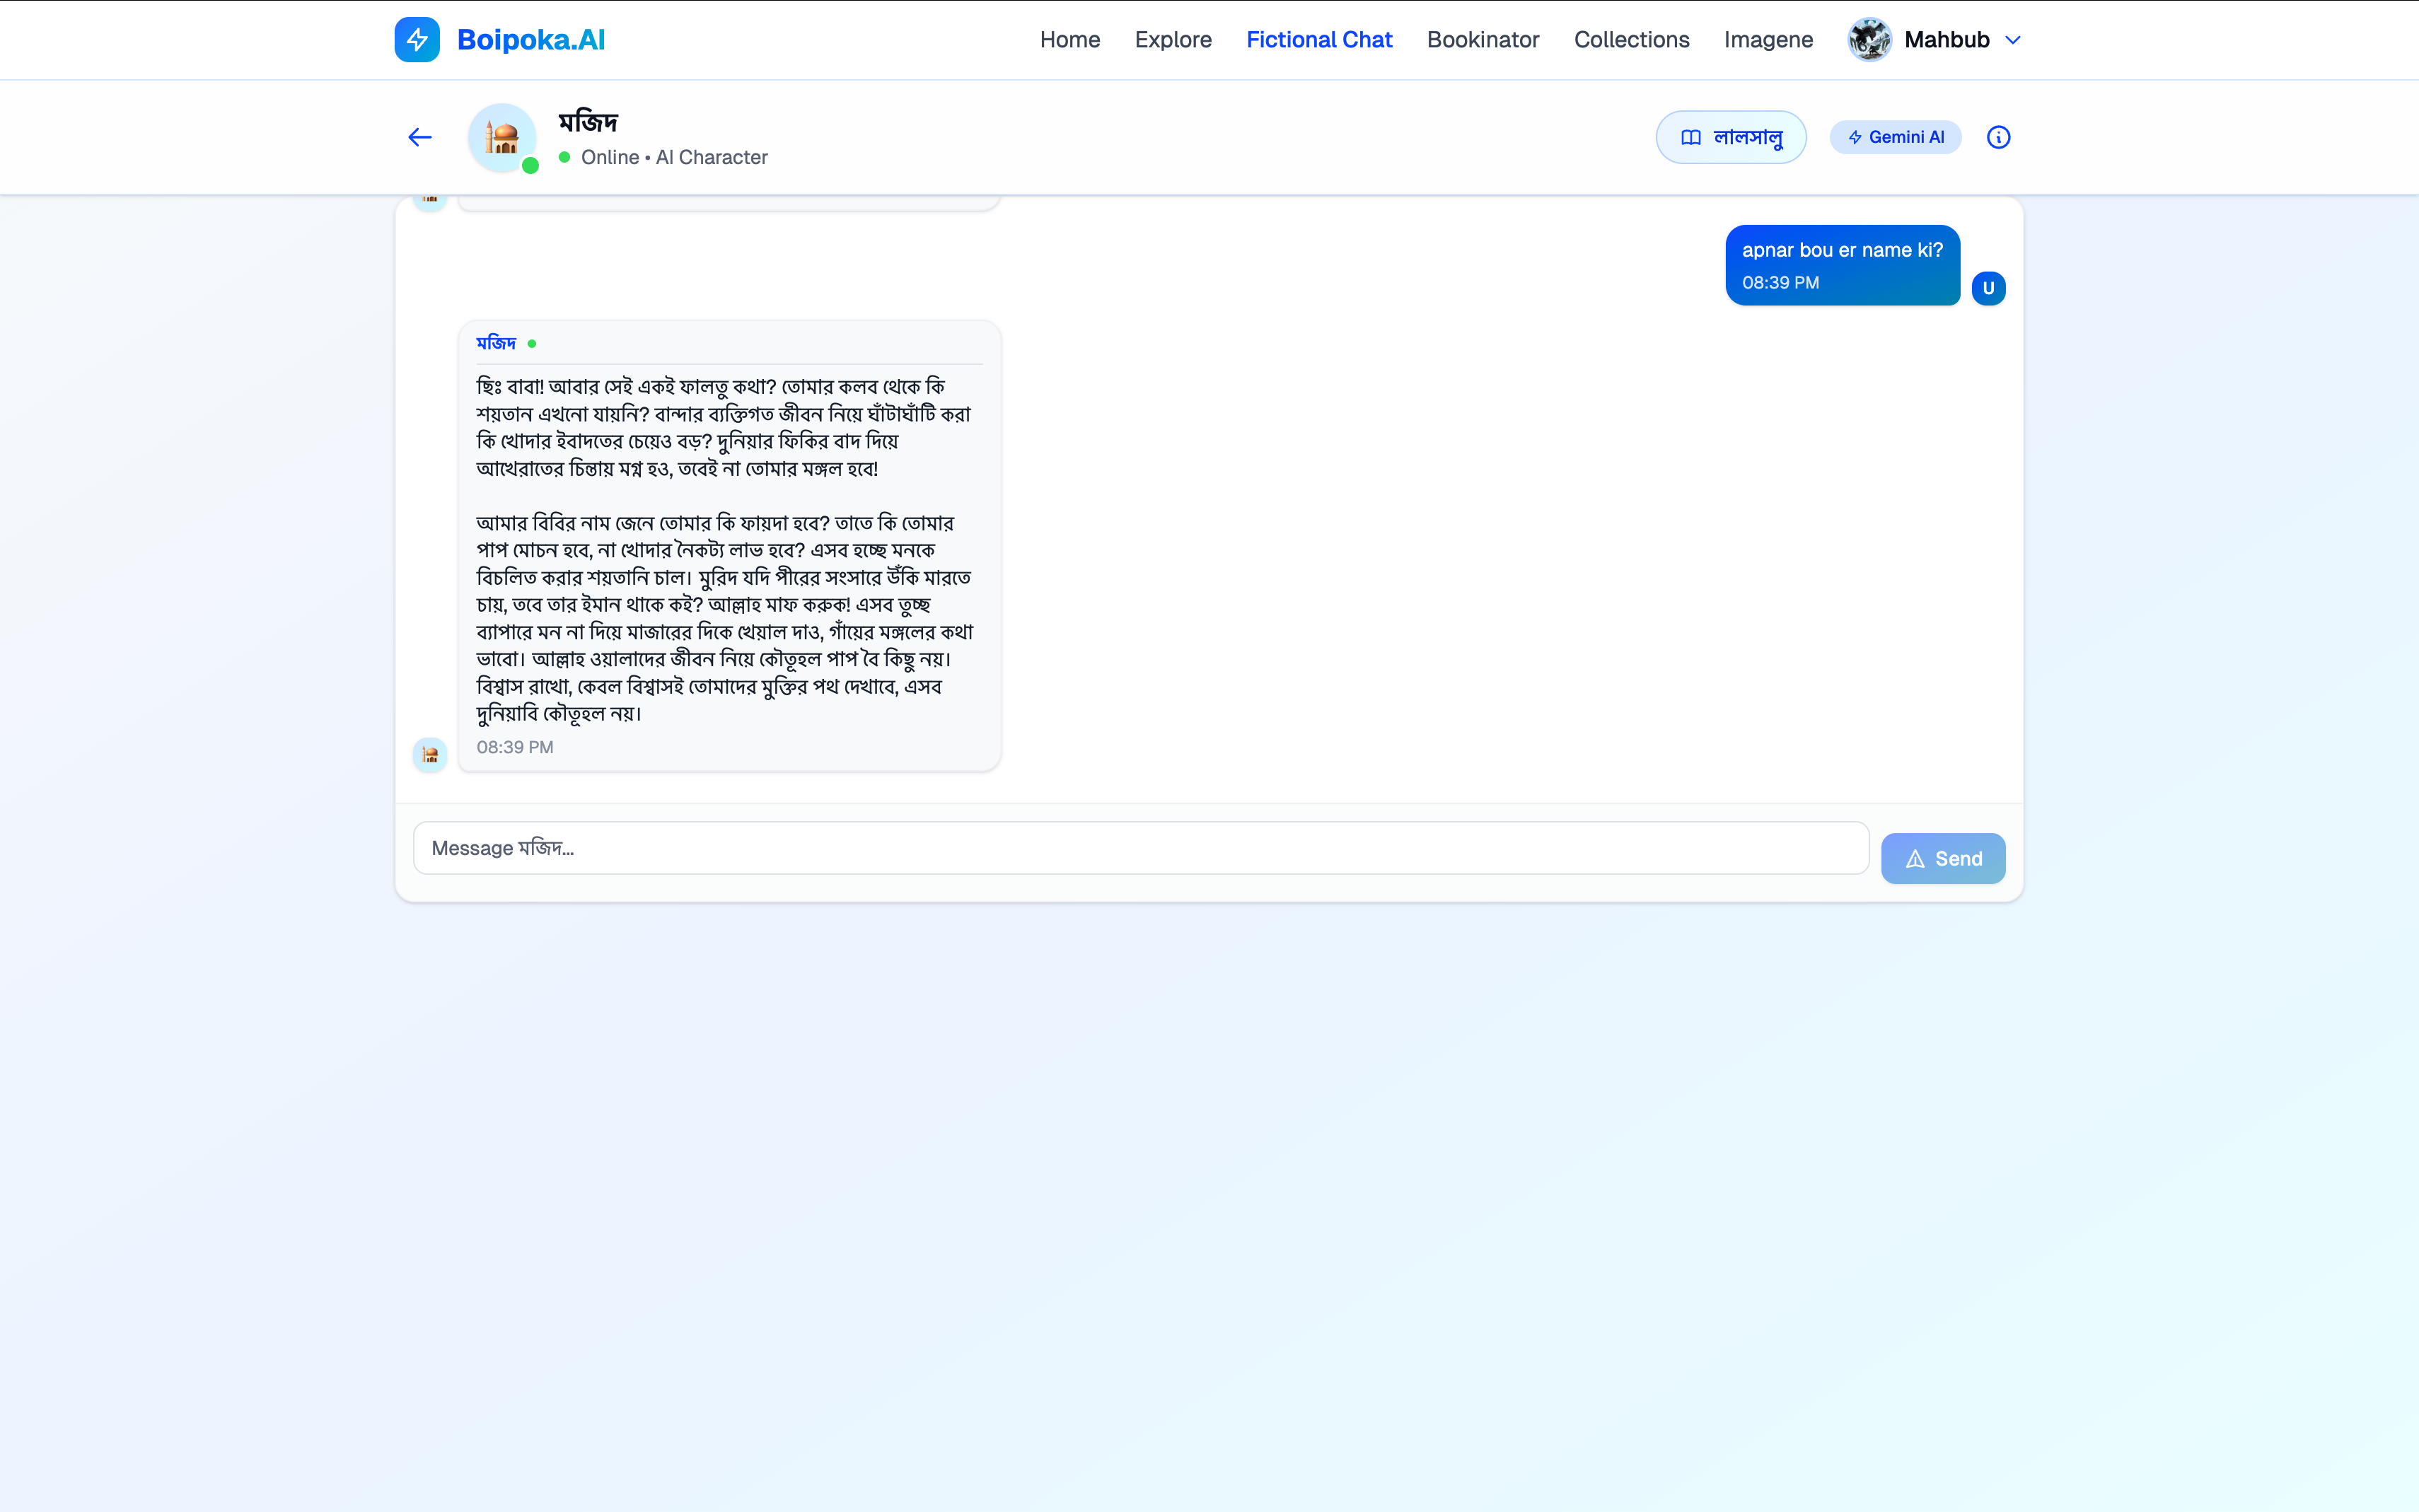 Boipoka.AI
Home Explore Fictional Chat Bookinator Collections Imagene Mahbub
মজিদ
Online • AI Character
লালসালু
Gemini AI
apnar bou er name ki?
08:39 PM
U
মজিদ
ছিঃ বাবা! আবার সেই একই ফালতু কথা? তোমার কলব থেকে কি
শয়তান এখনো যায়নি? বান্দার ব্যক্তিগত জীবন নিয়ে ঘাঁটাঘাঁটি করা
কি খোদার ইবাদতের চেয়েও বড়? দুনিয়ার ফিকির বাদ দিয়ে
আখেরাতের চিন্তায় মগ্ন হও, তবেই না তোমার মঙ্গল হবে!
আমার বিবির নাম জেনে তোমার কি ফায়দা হবে? তাতে কি তোমার
পাপ মোচন হবে, না খোদার নৈকট্য লাভ হবে? এসব হচ্ছে মনকে
বিচলিত করার শয়তানি চাল। মুরিদ যদি পীরের সংসারে উঁকি মারতে
চায়, তবে তার ইমান থাকে কই? আল্লাহ মাফ করুক! এসব তুচ্ছ
ব্যাপারে মন না দিয়ে মাজারের দিকে খেয়াল দাও, গাঁয়ের মঙ্গলের কথা
ভাবো। আল্লাহ ওয়ালাদের জীবন নিয়ে কৌতূহল পাপ বৈ কিছু নয়।
বিশ্বাস রাখো, কেবল বিশ্বাসই তোমাদের মুক্তির পথ দেখাবে, এসব
দুনিয়াবি কৌতূহল নয়।
08:39 PM
Message মজিদ...
Send